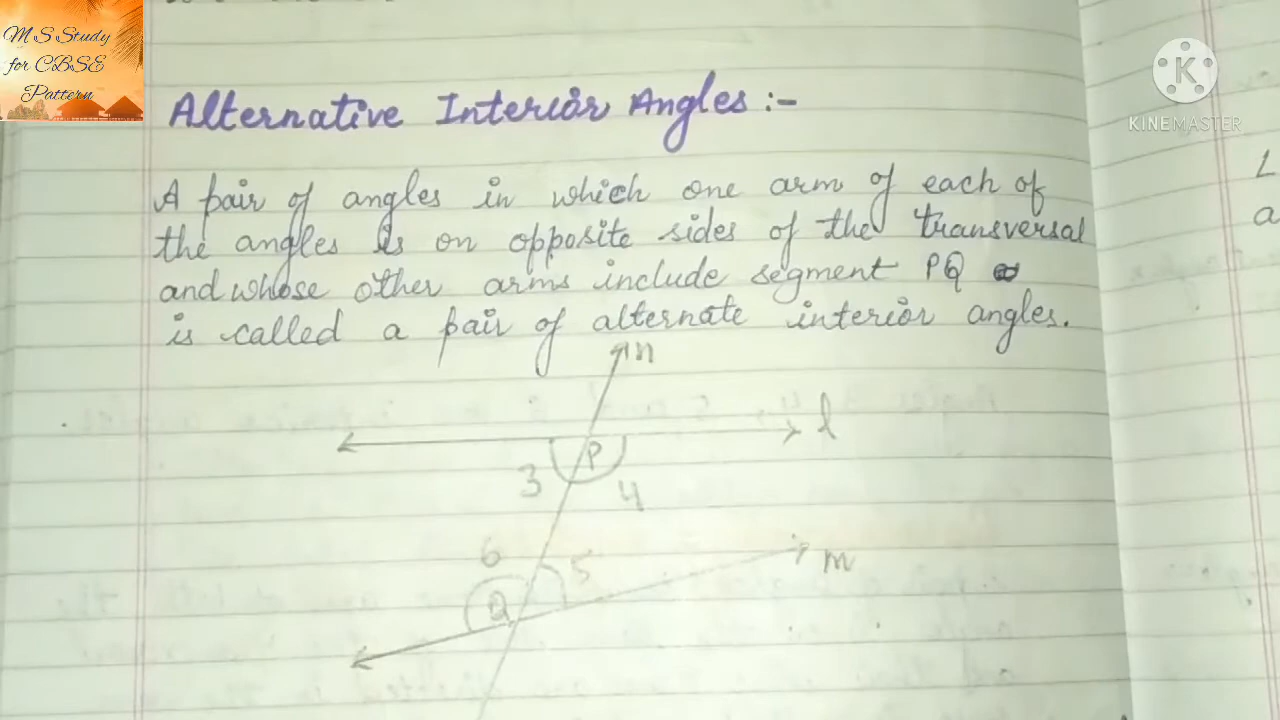 M S Study
for CBSE
Pattern
KINEMASTER
Alternative Interior Angles :-
A pair of angles in which one arm of each of
the angles is on opposite sides of the transversal
and whose other arms include segment PQ
is called a pair of alternate interior angles.
n
l
P
3
4
6
5
m
Q
L
a